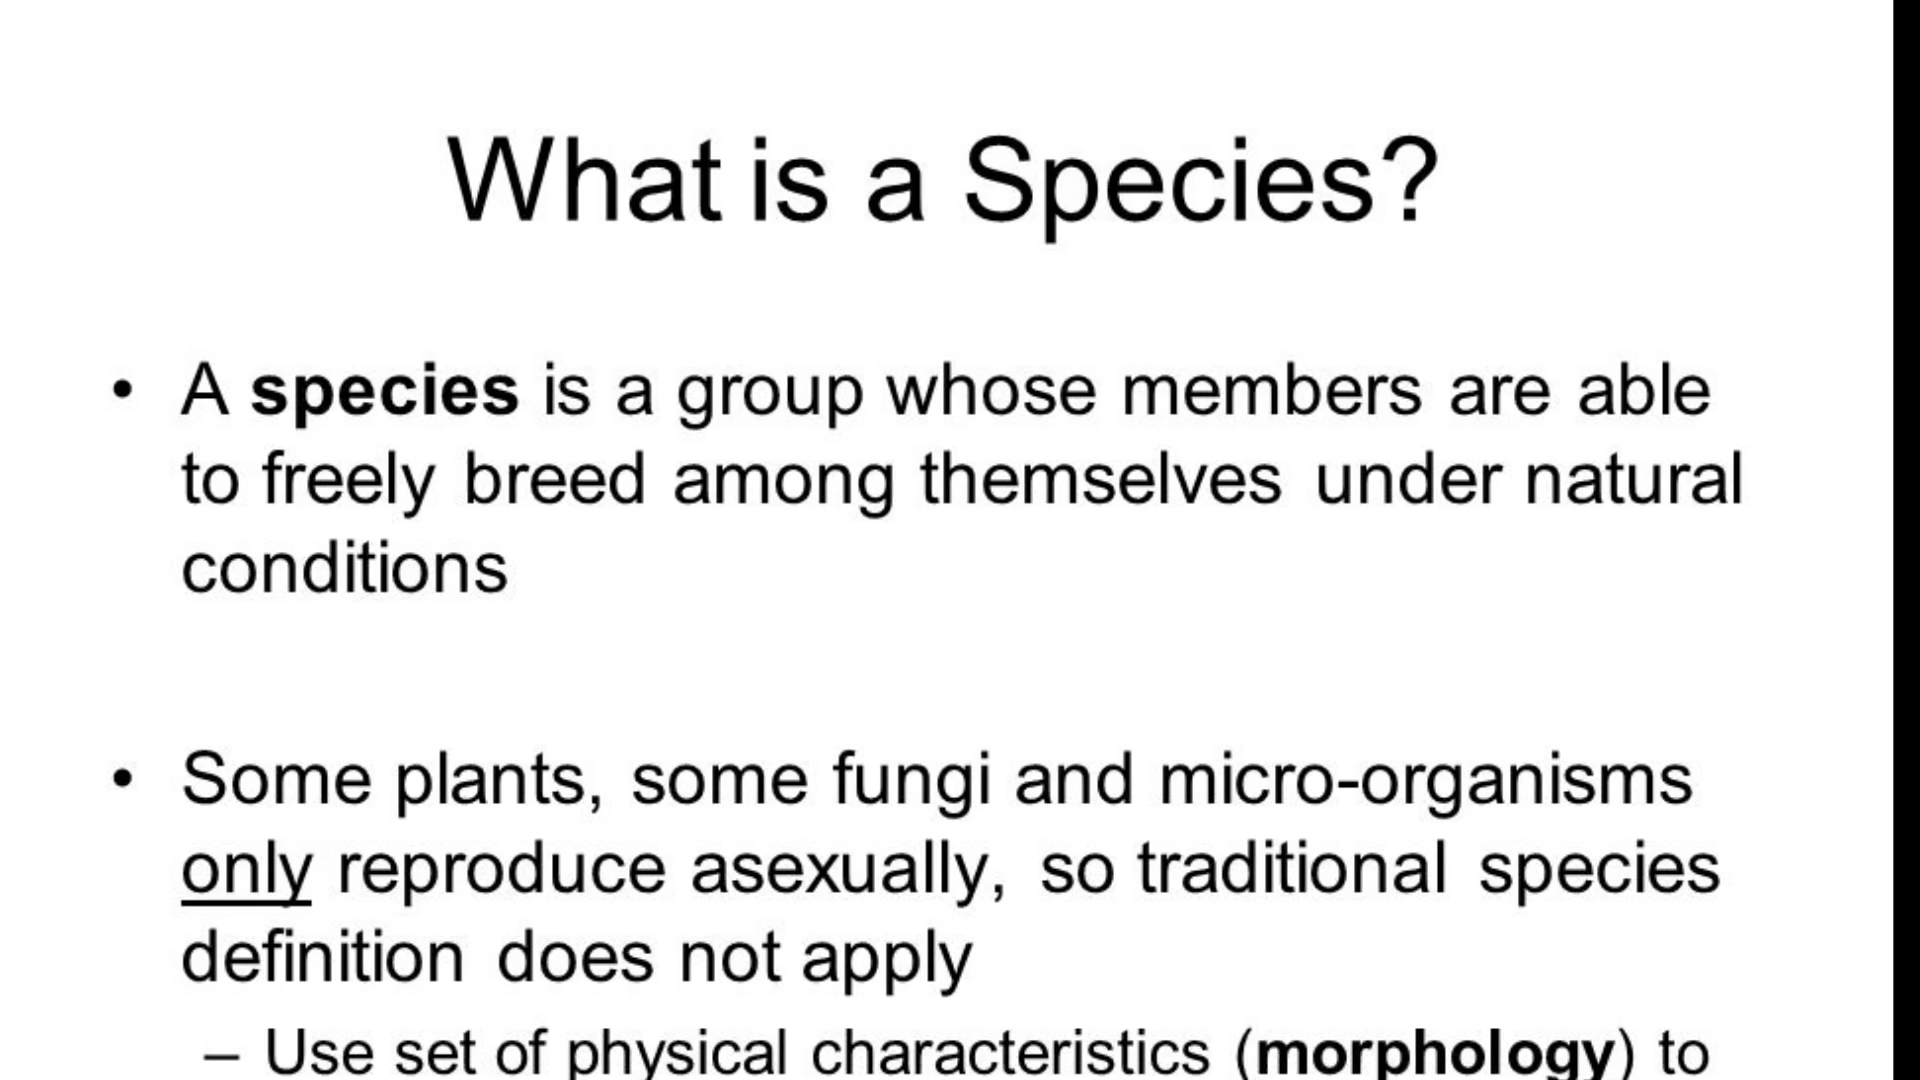 What is a Species?
• A species is a group whose members are able
to freely breed among themselves under natural
conditions
• Some plants, some fungi and micro-organisms
only reproduce asexually, so traditional species
definition does not apply
– Use set of physical characteristics (morphology) to